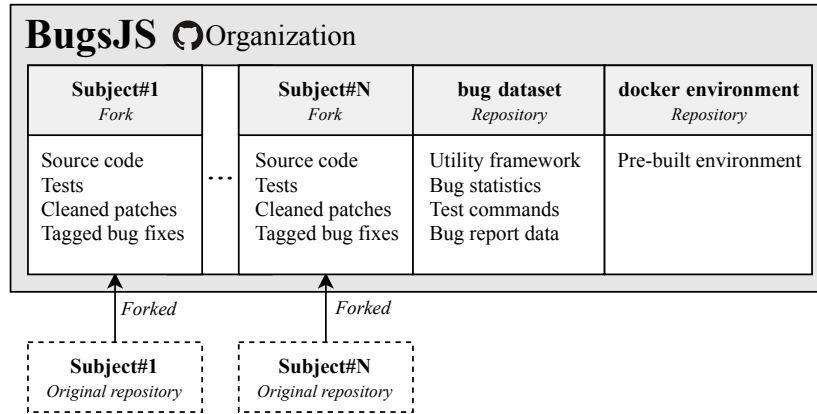 BugsJS Organization
Subject#1
Fork
Source code
Tests
Cleaned patches
Tagged bug fixes
...
Subject#N
Fork
Source code
Tests
Cleaned patches
Tagged bug fixes
bug dataset
Repository
Utility framework
Bug statistics
Test commands
Bug report data
docker environment
Repository
Pre-built environment
Forked
Forked
Subject#1
Original repository
Subject#N
Original repository